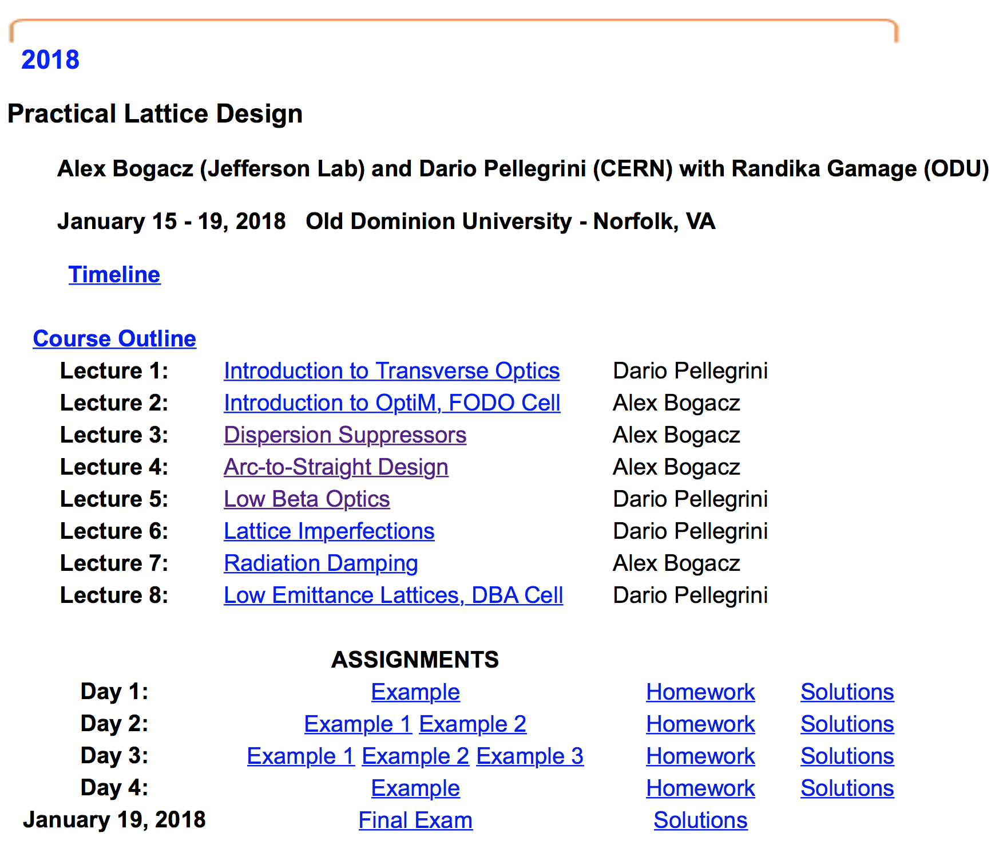 2018
Practical Lattice Design
Alex Bogacz (Jefferson Lab) and Dario Pellegrini (CERN) with Randika Gamage (ODU)
January 15 - 19, 2018 Old Dominion University - Norfolk, VA
Timeline
Course Outline
Lecture 1: Introduction to Transverse Optics Dario Pellegrini
Lecture 2: Introduction to OptiM, FODO Cell Alex Bogacz
Lecture 3: Dispersion Suppressors Alex Bogacz
Lecture 4: Arc-to-Straight Design Alex Bogacz
Lecture 5: Low Beta Optics Dario Pellegrini
Lecture 6: Lattice Imperfections Dario Pellegrini
Lecture 7: Radiation Damping Alex Bogacz
Lecture 8: Low Emittance Lattices, DBA Cell Dario Pellegrini
ASSIGNMENTS
Day 1: Example Homework Solutions
Day 2: Example 1 Example 2 Homework Solutions
Day 3: Example 1 Example 2 Example 3 Homework Solutions
Day 4: Example Homework Solutions
January 19, 2018 Final Exam Solutions